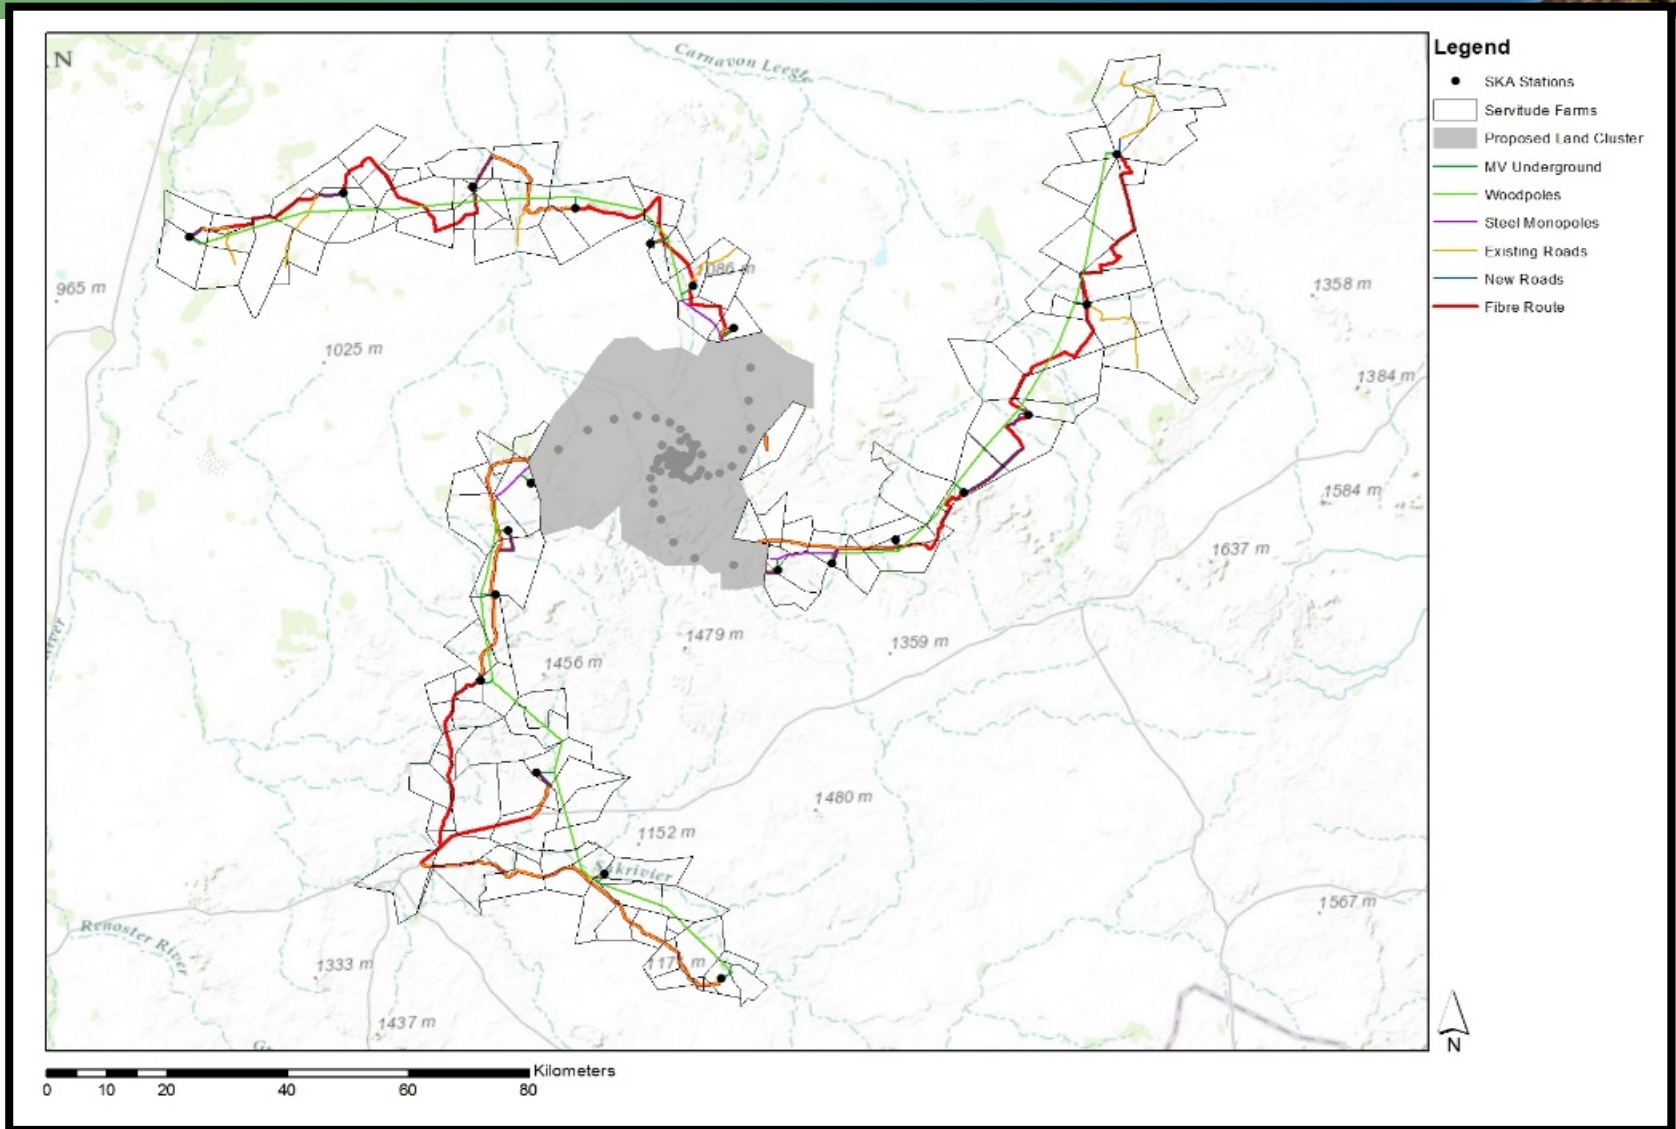 N
Carnavon Leegte
Legend
SKA Stations
Servitude Farms
Proposed Land Cluster
MV Underground
Woodpoles
Steel Monopoles
Existing Roads
New Roads
Fibre Route
1086 m
965 m
1358 m
1025 m
1384 m
1584 m
1637 m
River
1479 m
1359 m
1456 m
1480 m
1152 m
Sakrivier
1567 m
Renoster River
1333 m
m
1437 m
N
Kilometers
0 10 20 40 60 80